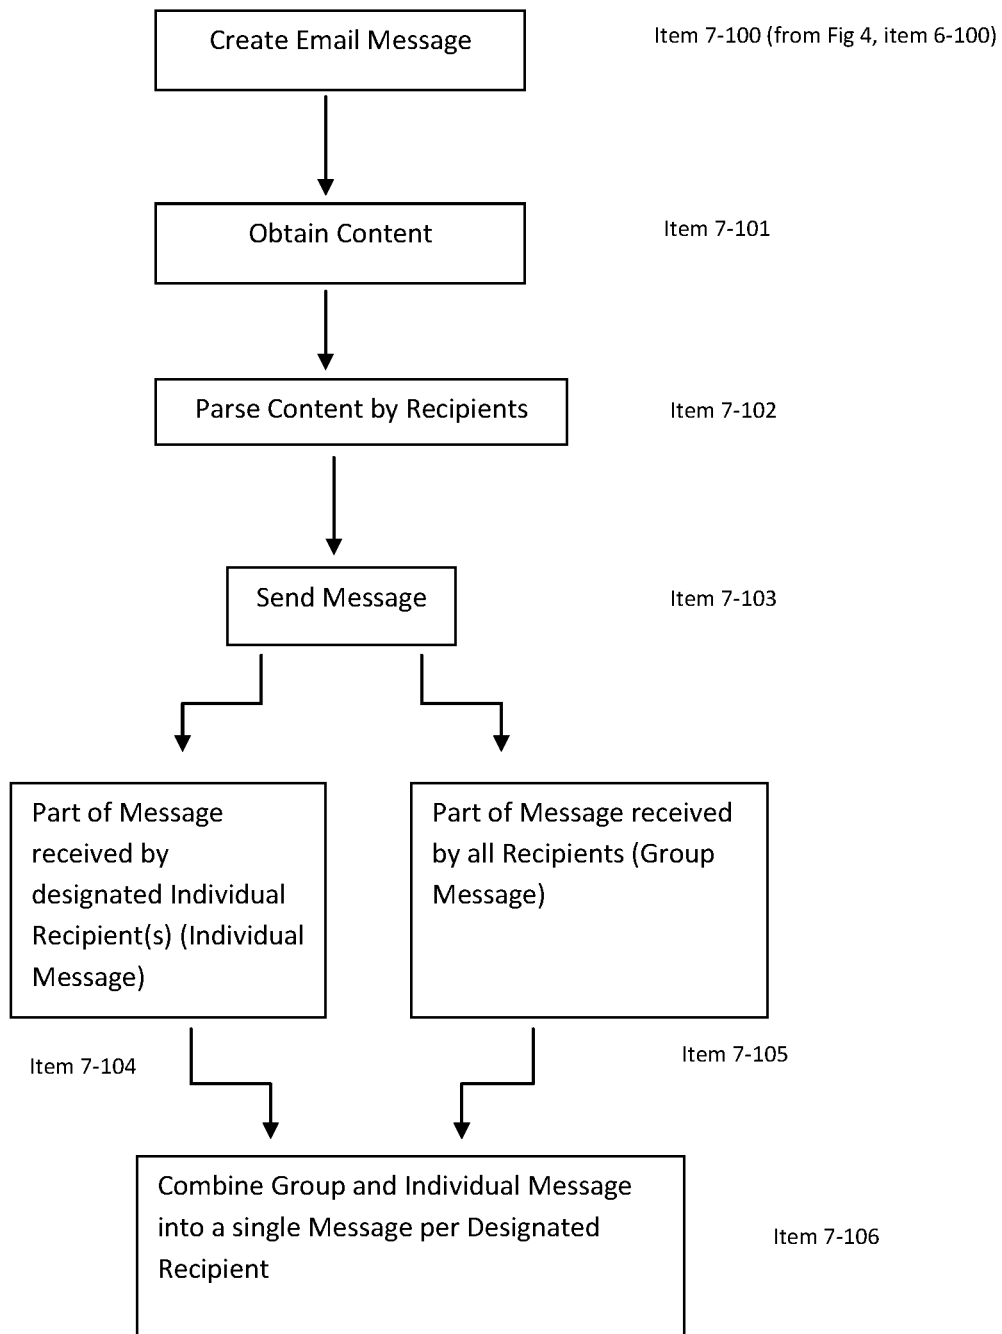 Create Email Message
Item 7-100 (from Fig 4, item 6-100)
Obtain Content
Item 7-101
Parse Content by Recipients
Item 7-102
Send Message
Item 7-103
Part of Message
received by
designated Individual
Recipient(s) (Individual
Message)
Part of Message received
by all Recipients (Group
Message)
Item 7-104
Item 7-105
Combine Group and Individual Message
into a single Message per Designated
Recipient
Item 7-106